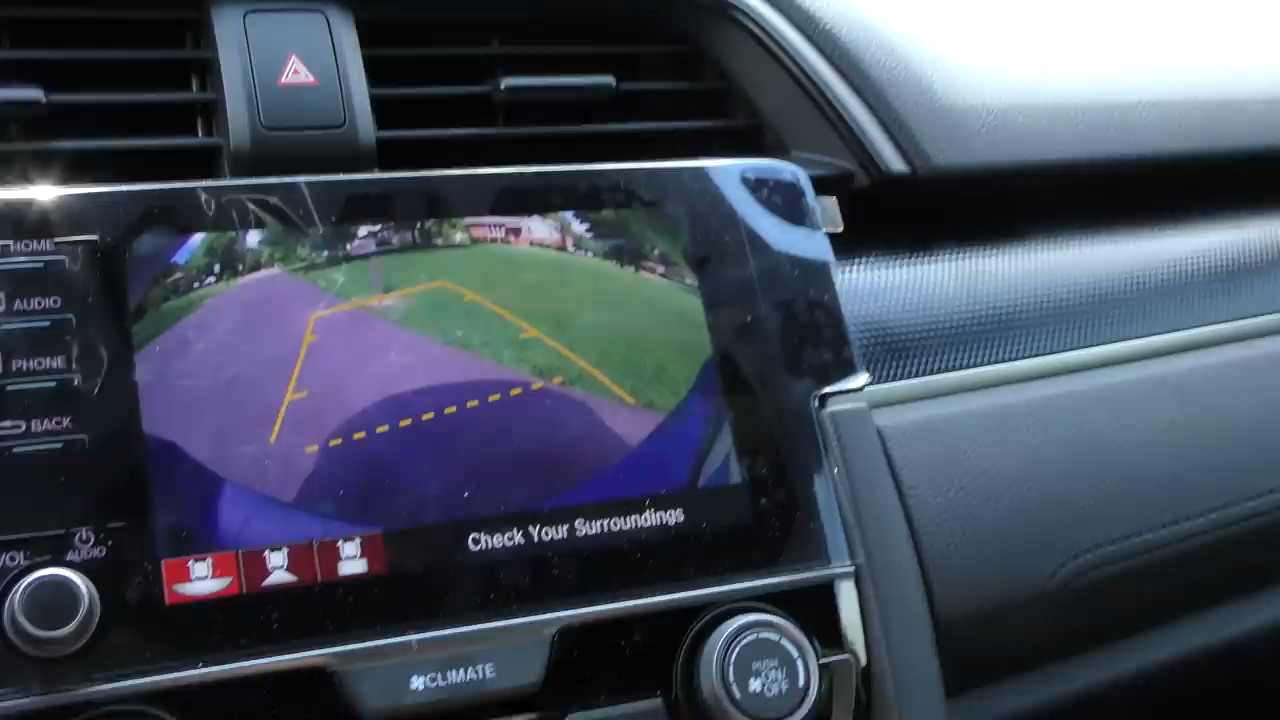 HOME
AUDIO
PHONE
BACK
VOL
AUDIO
Check Your Surroundings
CLIMATE
PUSH
ON/
OFF